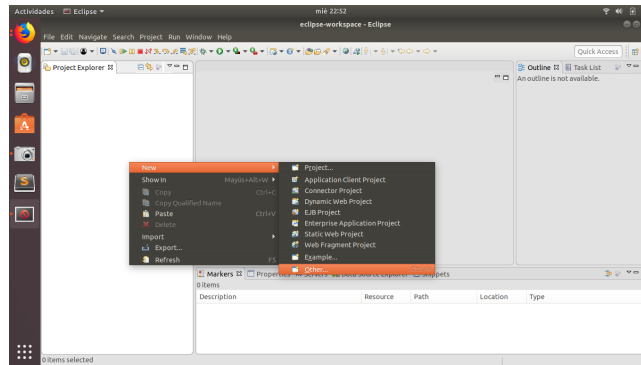 Actividades Eclipse mié 22:52
eclipse-workspace - Eclipse
File Edit Navigate Search Project Run Window Help
Quick Access
Project Explorer
Outline Task List
An outline is not available.
New
Show In Mayús+Alt+W
Copy Ctrl+C
Copy Qualified Name
Paste Ctrl+V
Delete
Import
Export...
Refresh F5
Project...
Application Client Project
Connector Project
Dynamic Web Project
EJB Project
Enterprise Application Project
Static Web Project
Web Fragment Project
Example...
Other...
Markers Properties Servers Data Source Explorer Snippets
0 items
Description Resource Path Location Type
0 items selected